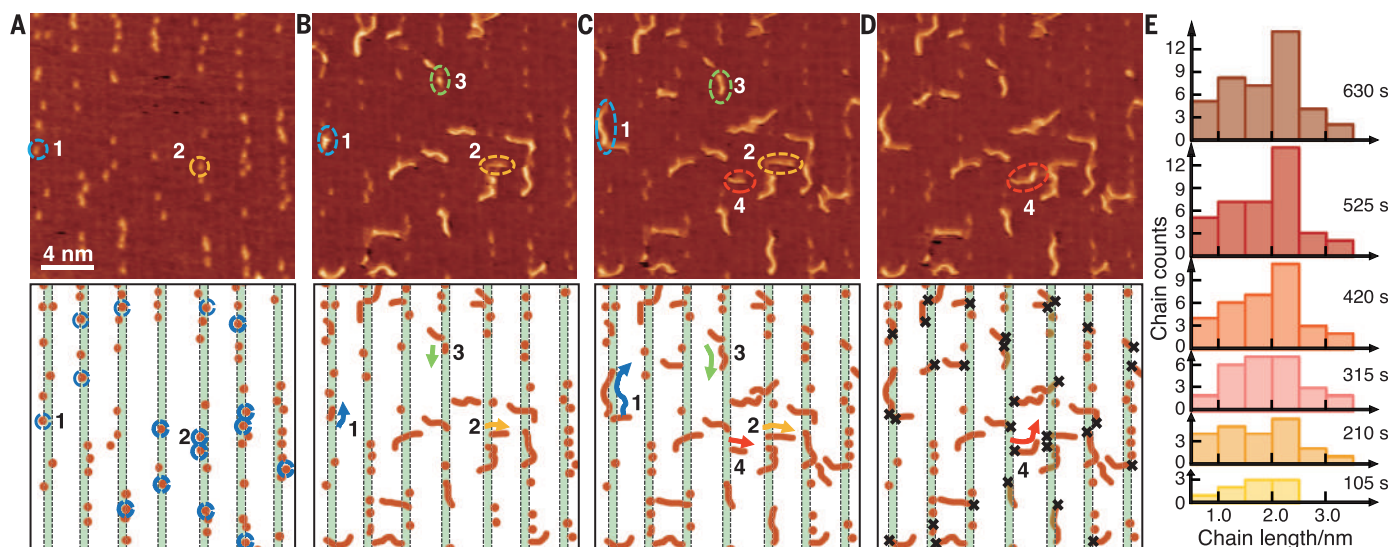 A B C D E
1 2 4 nm
3 1 2
3 1 2 4
4
1 2
3 1 2
3 1 2 4
4
Chain counts
12 9 6 3 0 630 s
12 9 6 3 0 525 s
9 6 3 0 420 s
6 3 0 315 s
3 0 210 s
3 0 105 s
1.0 2.0 3.0
Chain length/nm